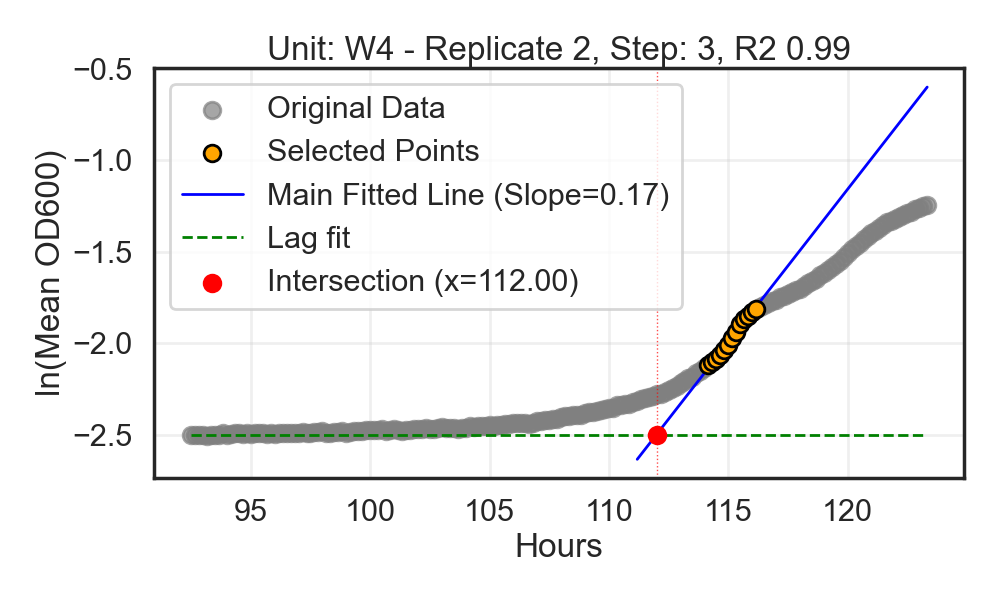 Unit: W4 - Replicate 2, Step: 3, R2 0.99
−0.5
−1.0
−1.5
−2.0
−2.5
ln(Mean OD600)
Original Data
Selected Points
Main Fitted Line (Slope=0.17)
Lag fit
Intersection (x=112.00)
95 100 105 110 115 120
Hours